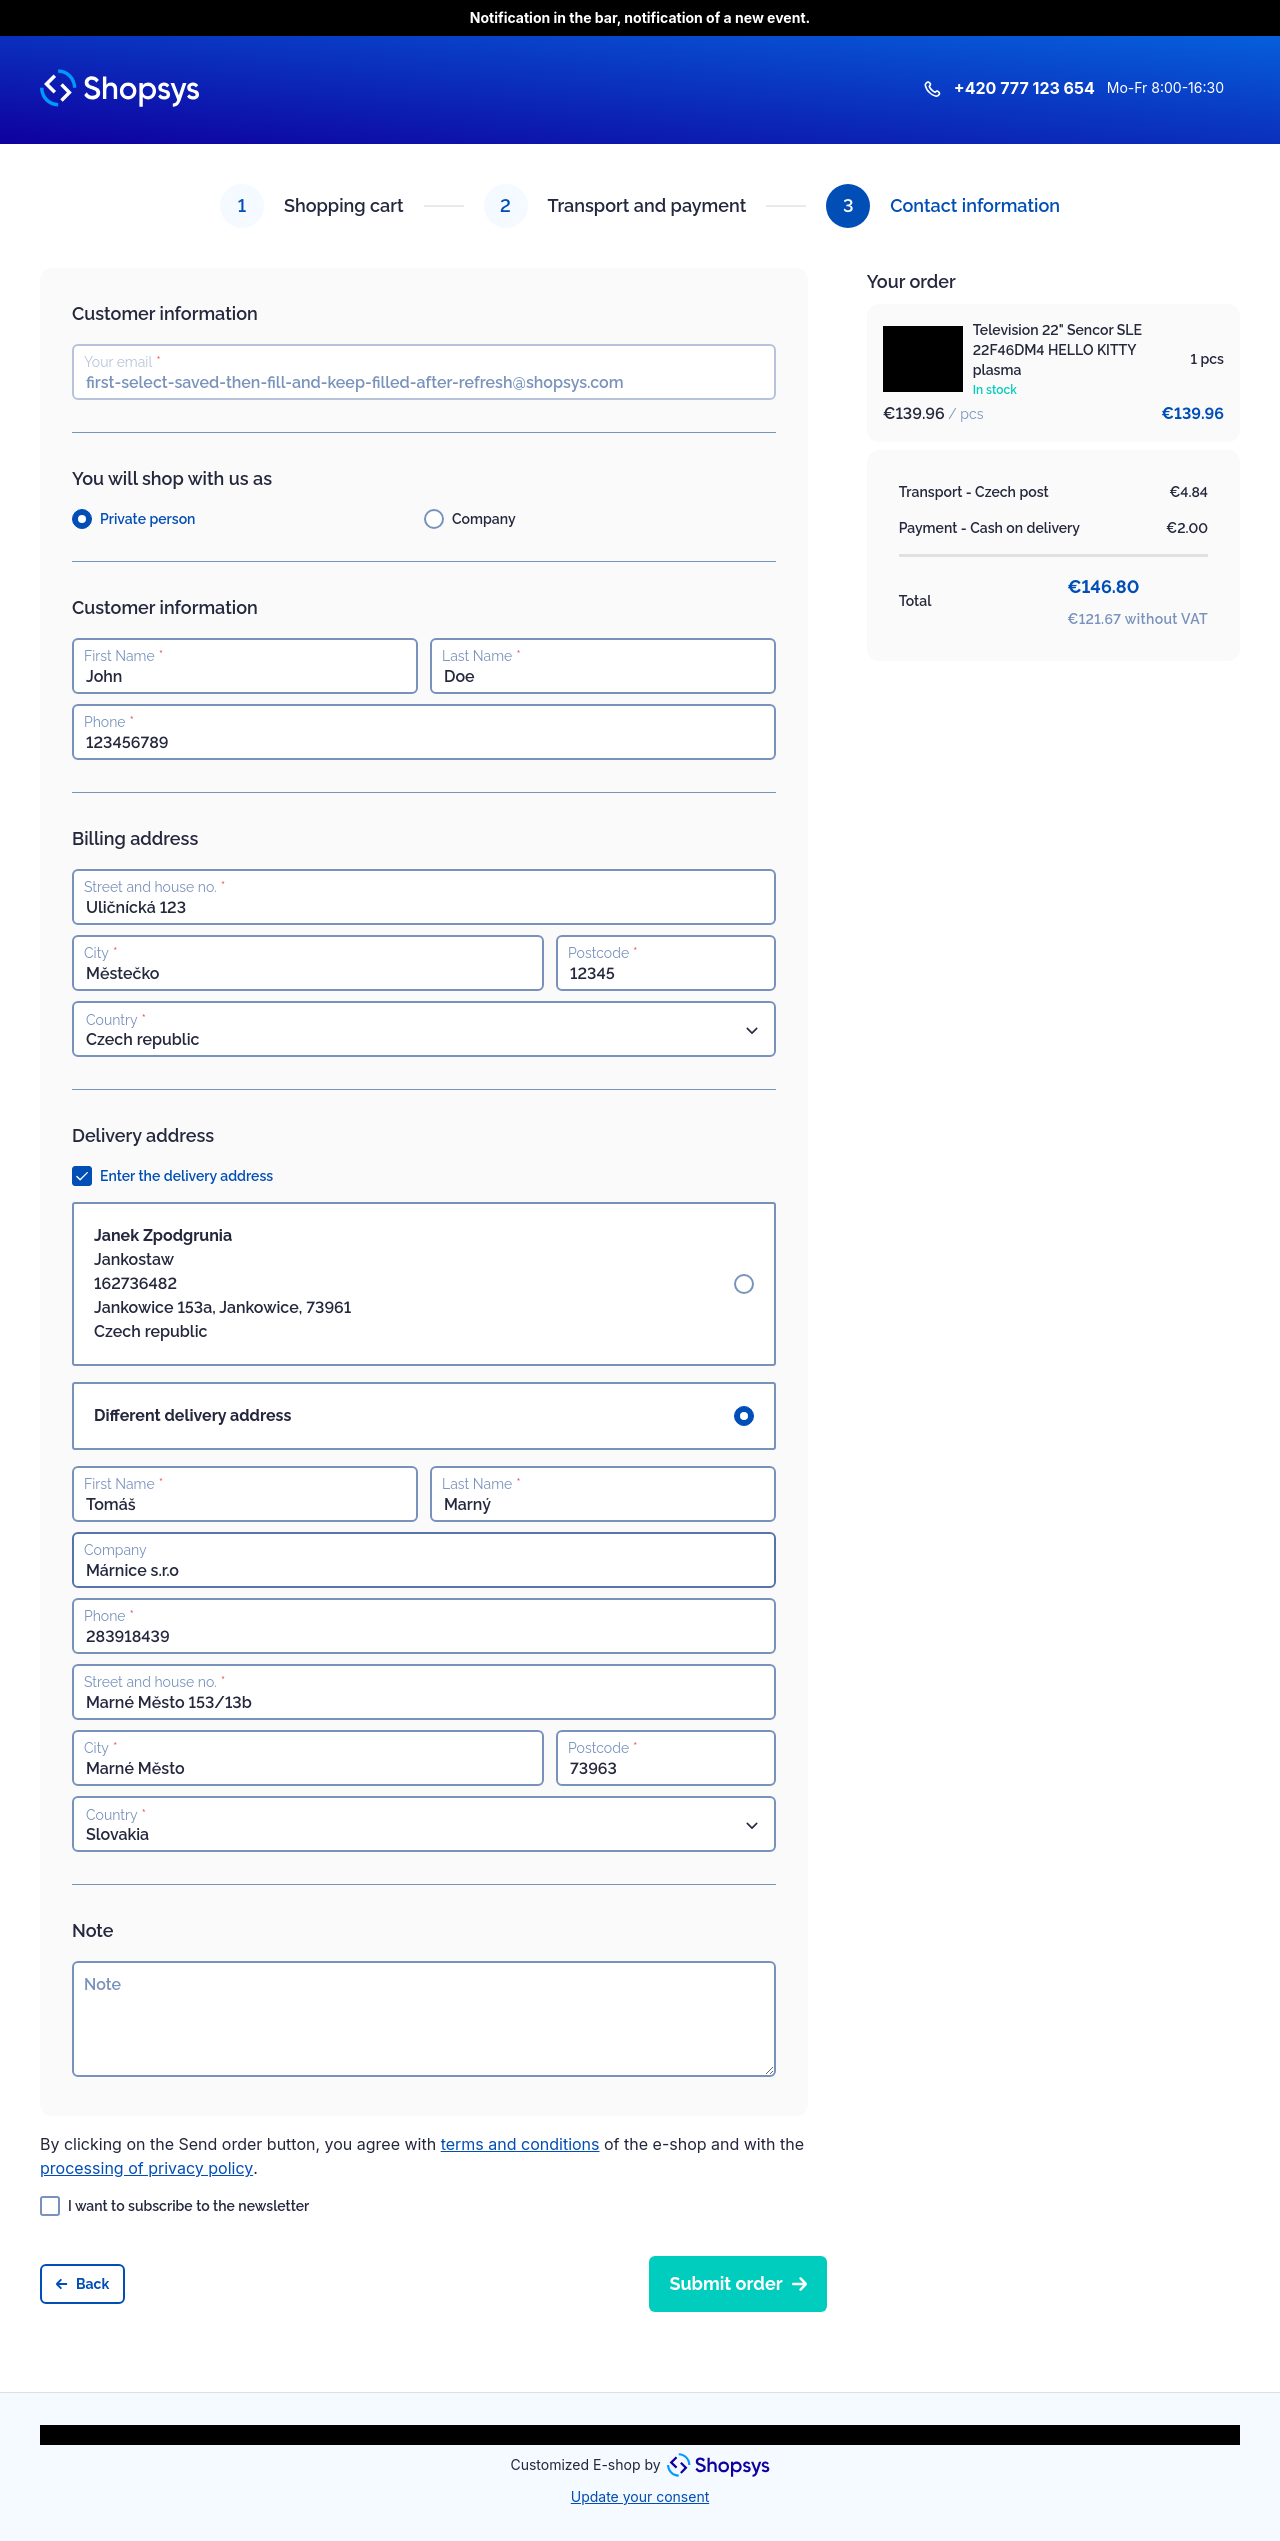 Notification in the bar, notification of a new event.
Shopsys
+420 777 123 654 Mo-Fr 8:00-16:30
1 Shopping cart
2 Transport and payment
3 Contact information
Customer information
Your email *
first-select-saved-then-fill-and-keep-filled-after-refresh@shopsys.com
You will shop with us as
Private person
Company
Customer information
First Name *
John
Last Name *
Doe
Phone *
123456789
Billing address
Street and house no. *
Uličnícká 123
City *
Městečko
Postcode *
12345
Country *
Czech republic
Delivery address
Enter the delivery address
Janek Zpodgrunia
Jankostaw
162736482
Jankowice 153a, Jankowice, 73961
Czech republic
Different delivery address
First Name *
Tomáš
Last Name *
Marný
Company
Márnice s.r.o
Phone *
283918439
Street and house no. *
Marné Město 153/13b
City *
Marné Město
Postcode *
73963
Country *
Slovakia
Note
Note
By clicking on the Send order button, you agree with terms and conditions of the e-shop and with the
processing of privacy policy.
I want to subscribe to the newsletter
Back
Submit order
Your order
Television 22" Sencor SLE
22F46DM4 HELLO KITTY
plasma
In stock
1 pcs
€139.96 / pcs
€139.96
Transport - Czech post €4.84
Payment - Cash on delivery €2.00
Total
€146.80
€121.67 without VAT
Customized E-shop by Shopsys
Update your consent